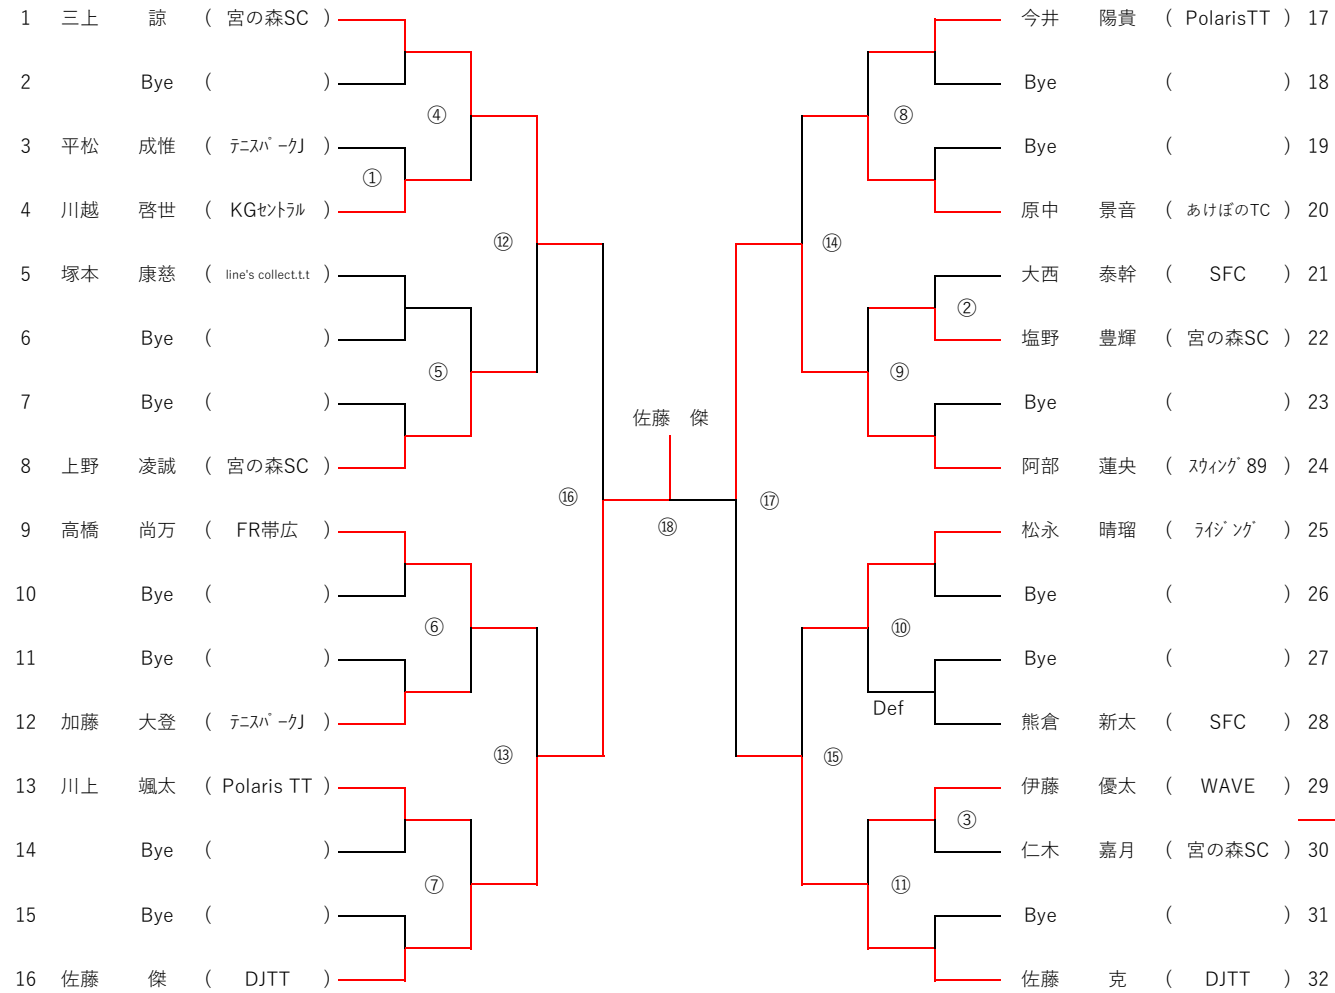 1 三上 諒 ( 宮の森SC ) 今井 陽貴 ( PolarisTT ) 17
2 Bye ( ) Bye ( ) 18
④ ⑧
3 平松 成惟 ( ﾃﾆｽﾊﾟｰｸJ ) Bye ( ) 19
①
4 川越 啓世 ( KGｾﾝﾄﾗﾙ ) 原中 景音 ( あけぼのTC ) 20
⑫ ⑭
5 塚本 康慈 ( line's collect.t.t ) 大西 泰幹 ( SFC ) 21
②
6 Bye ( ) 塩野 豊輝 ( 宮の森SC ) 22
⑤ ⑨
7 Bye ( ) Bye ( ) 23
佐藤 傑
8 上野 凌誠 ( 宮の森SC ) 阿部 蓮央 ( ｽｳｨﾝｸﾞ89 ) 24
⑯ ⑰
⑱
9 高橋 尚万 ( FR帯広 ) 松永 晴瑠 ( ﾗｲｼﾞﾝｸﾞ ) 25
10 Bye ( ) Bye ( ) 26
⑥ ⑩
11 Bye ( ) Bye ( ) 27
Def
12 加藤 大登 ( ﾃﾆｽﾊﾟｰｸJ ) 熊倉 新太 ( SFC ) 28
⑬ ⑮
13 川上 颯太 ( Polaris TT ) 伊藤 優太 ( WAVE ) 29
③
14 Bye ( ) 仁木 嘉月 ( 宮の森SC ) 30
⑦ ⑪
15 Bye ( ) Bye ( ) 31
16 佐藤 傑 ( DJTT ) 佐藤 克 ( DJTT ) 32